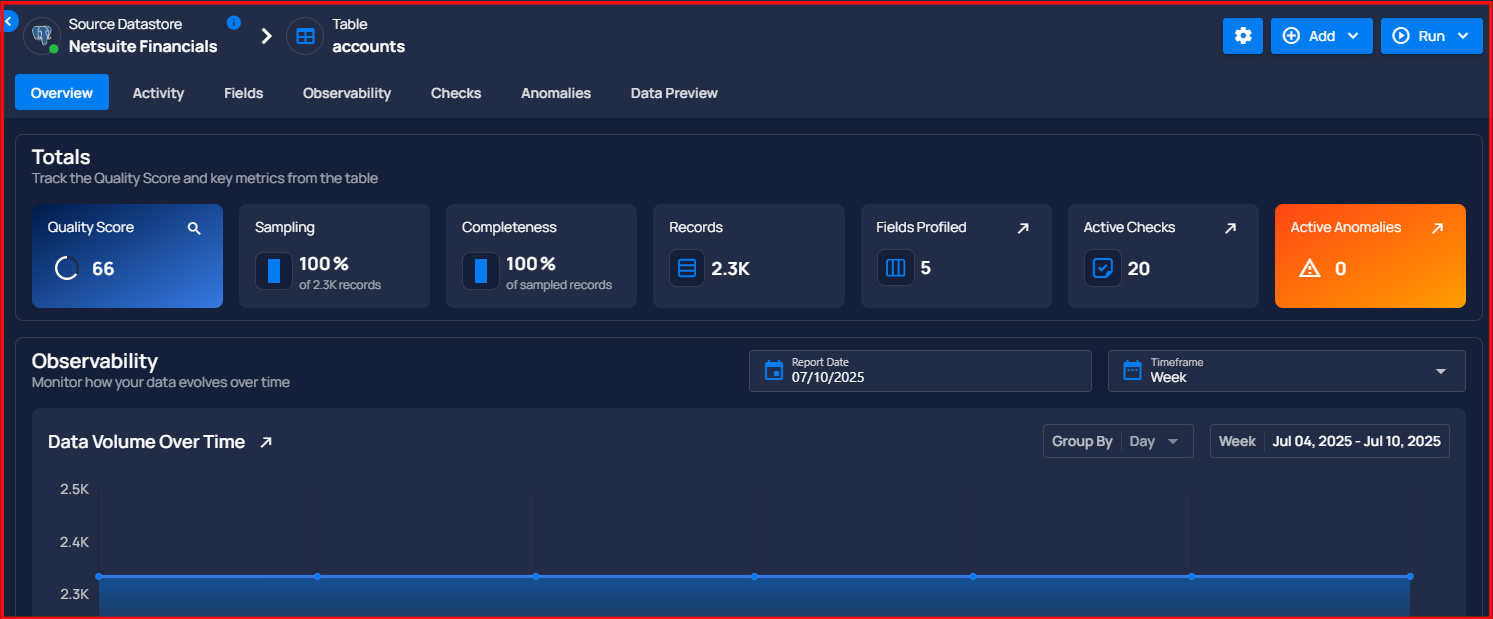 Source Datastore
Netsuite Financials
Table
accounts
Add
Run
Overview
Activity
Fields
Observability
Checks
Anomalies
Data Preview
Totals
Track the Quality Score and key metrics from the table
Quality Score
66
Sampling
100%
of 2.3K records
Completeness
100%
of sampled records
Records
2.3K
Fields Profiled
5
Active Checks
20
Active Anomalies
0
Observability
Monitor how your data evolves over time
Report Date
07/10/2025
Timeframe
Week
Data Volume Over Time
Group By Day
Week Jul 04, 2025 - Jul 10, 2025
2.5K
2.4K
2.3K